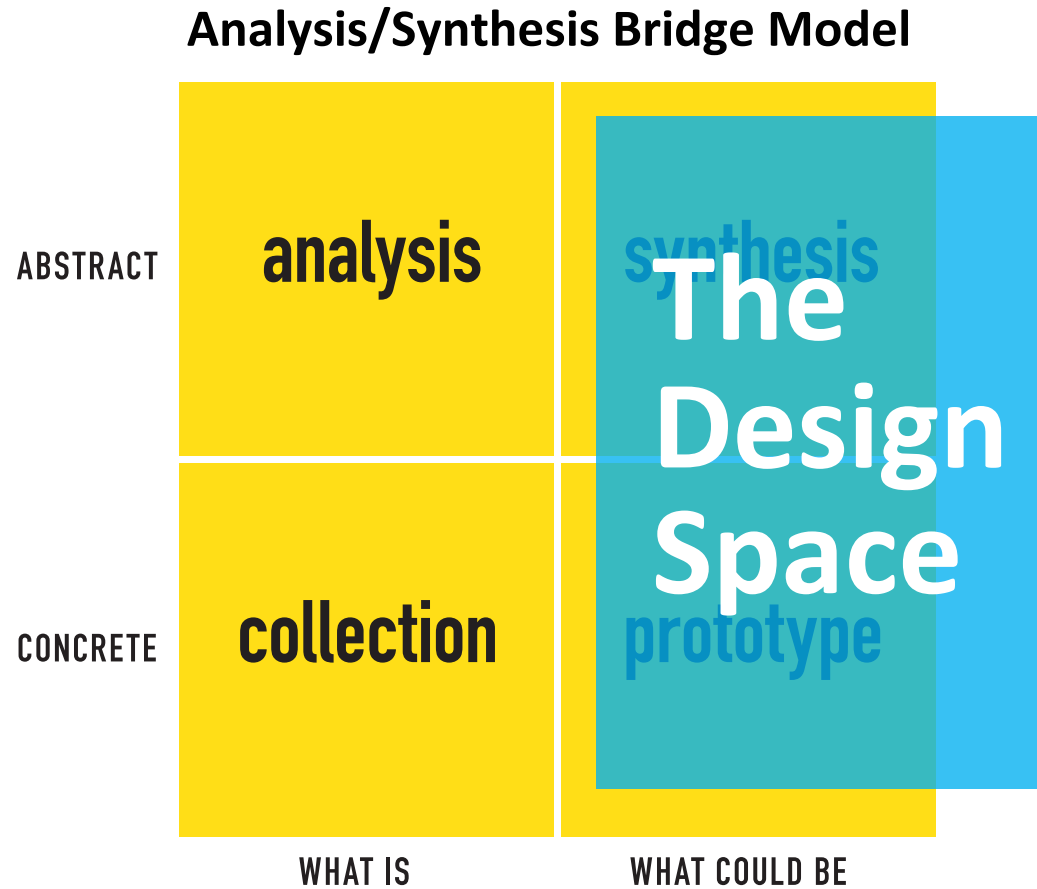 Analysis/Synthesis Bridge Model
ABSTRACT
analysis
synthesis
The
Design
Space
CONCRETE
collection
prototype
WHAT IS
WHAT COULD BE